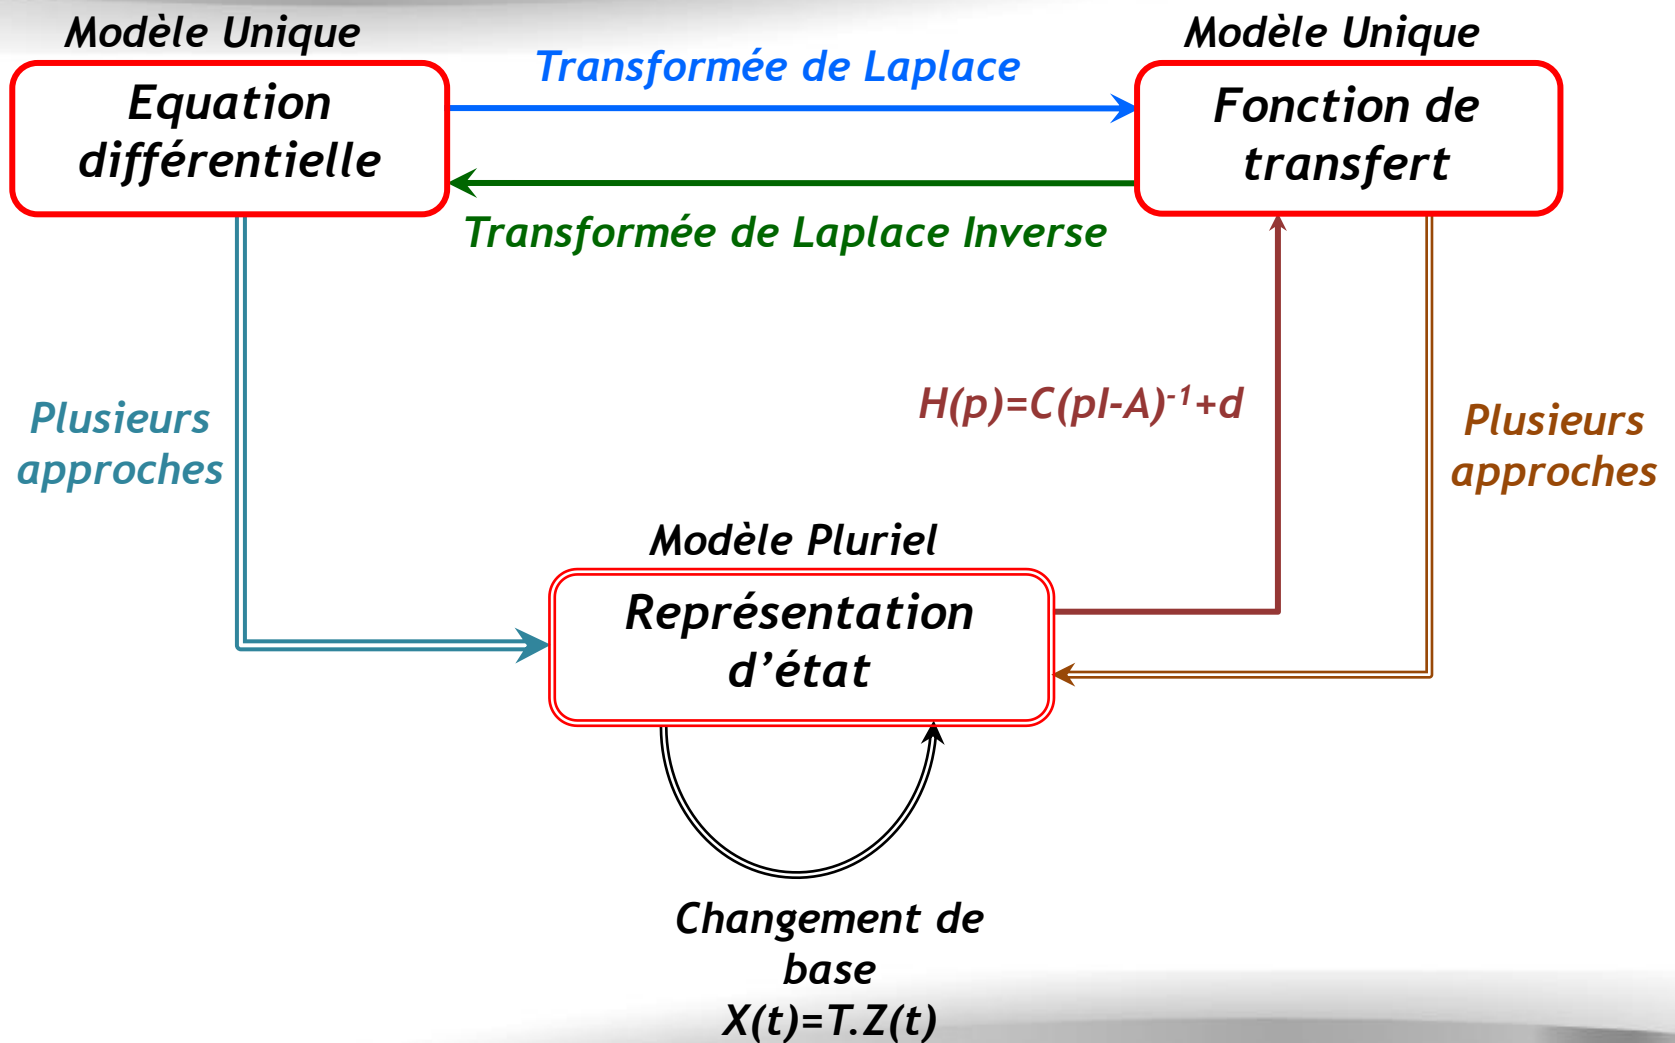 Modèle Unique
Equation
différentielle
Transformée de Laplace
Transformée de Laplace Inverse
Modèle Unique
Fonction de
transfert
Plusieurs
approches
H(p)=C(pI-A)⁻¹+d
Plusieurs
approches
Modèle Pluriel
Représentation
d’état
Changement de
base
X(t)=T.Z(t)